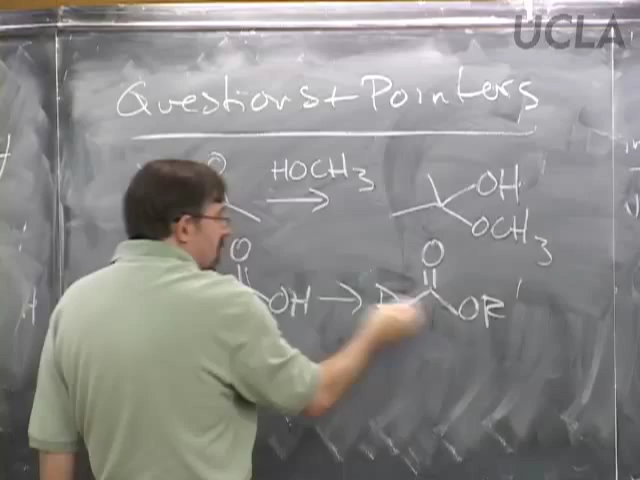 UCLA
Questions + Pointers
O HOCH3 OH
OCH3
O O
OH R OR'
H